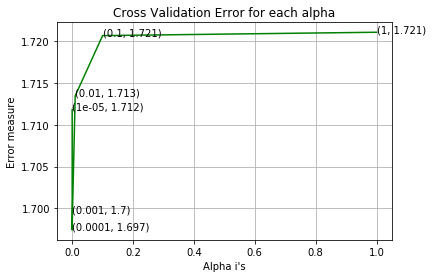 Cross Validation Error for each alpha
Error measure
1.720
1.715
1.710
1.705
1.700
(1, 1.721)
(0.1, 1.721)
(0.01, 1.713)
(1e-05, 1.712)
(0.001, 1.7)
(0.0001, 1.697)
0.0 0.2 0.4 0.6 0.8 1.0
Alpha i's